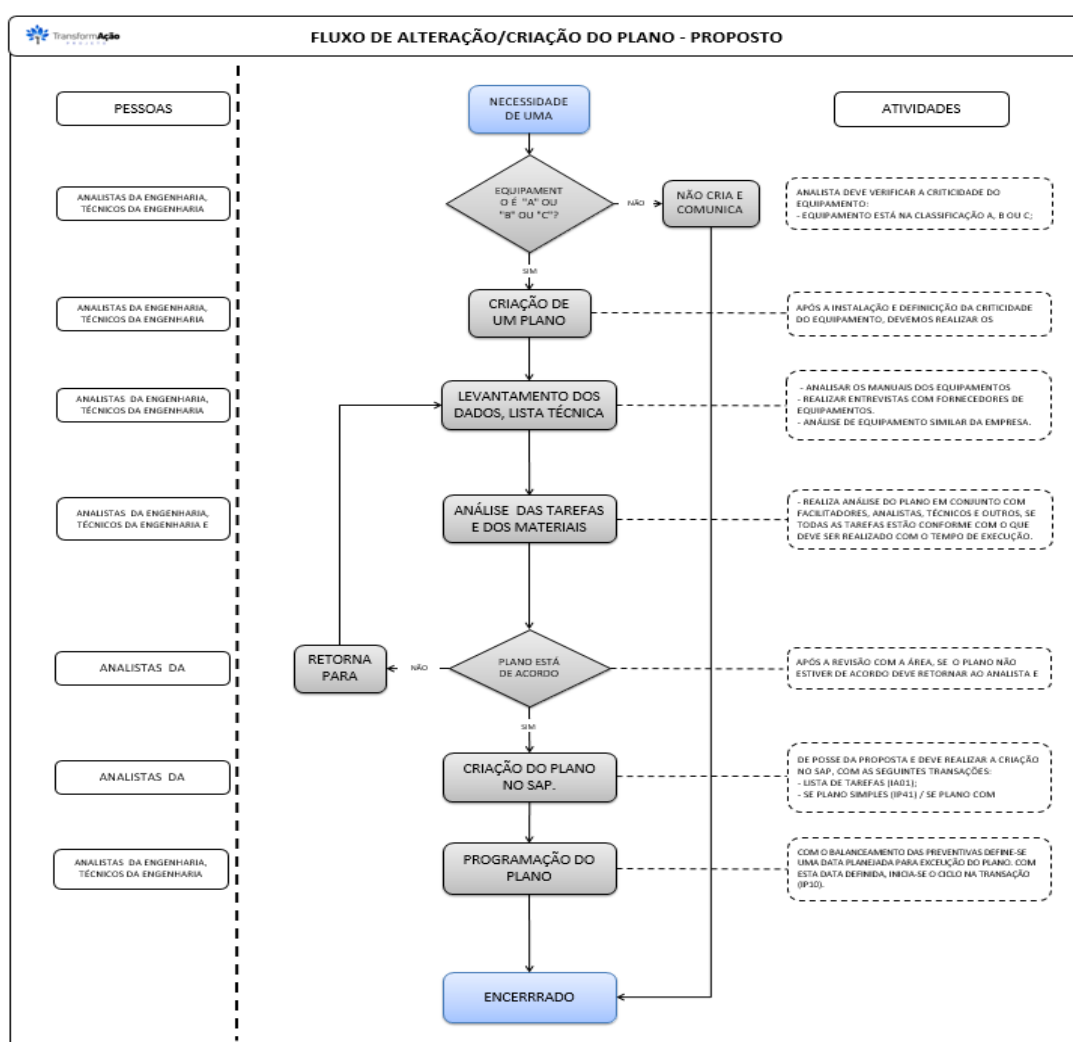 TransformAção
PROJETO
FLUXO DE ALTERAÇÃO/CRIAÇÃO DO PLANO - PROPOSTO
PESSOAS
NECESSIDADE
DE UMA
ATIVIDADES
ANALISTAS DA ENGENHARIA,
TÉCNICOS DA ENGENHARIA
EQUIPAMENT
O É "A" OU
"B" OU "C"?
NÃO
NÃO CRIA E
COMUNICA
ANALISTA DEVE VERIFICAR A CRITICIDADE DO
EQUIPAMENTO:
- EQUIPAMENTO ESTÁ NA CLASSIFICAÇÃO A, B OU C;
SIM
ANALISTAS DA ENGENHARIA,
TÉCNICOS DA ENGENHARIA
CRIAÇÃO DE
UM PLANO
APÓS A INSTALAÇÃO E DEFINICIÇÃO DA CRITICIDADE
DO EQUIPAMENTO, DEVEMOS REALIZAR OS
ANALISTAS DA ENGENHARIA,
TÉCNICOS DA ENGENHARIA
LEVANTAMENTO DOS
DADOS, LISTA TÉCNICA
- ANALISAR OS MANUAIS DOS EQUIPAMENTOS
- REALIZAR ENTREVISTAS COM FORNECEDORES DE
EQUIPAMENTOS.
- ANÁLISE DE EQUIPAMENTO SIMILAR DA EMPRESA.
ANALISTAS DA ENGENHARIA,
TÉCNICOS DA ENGENHARIA E
ANÁLISE DAS TAREFAS
E DOS MATERIAIS
- REALIZA ANÁLISE DO PLANO EM CONJUNTO COM
FACILITADORES, ANALISTAS, TÉCNICOS E OUTROS, SE
TODAS AS TAREFAS ESTÃO CONFORME COM O QUE
DEVE SER REALIZADO COM O TEMPO DE EXECUÇÃO.
ANALISTAS DA
RETORNA
PARA
NÃO
PLANO ESTÁ
DE ACORDO
APÓS A REVISÃO COM A ÁREA, SE O PLANO NÃO
ESTIVER DE ACORDO DEVE RETORNAR AO ANALISTA E
SIM
ANALISTAS DA
CRIAÇÃO DO PLANO
NO SAP.
DE POSSE DA PROPOSTA E DEVE REALIZAR A CRIAÇÃO
NO SAP, COM AS SEGUINTES TRANSAÇÕES:
- LISTA DE TAREFAS (IA01);
- SE PLANO SIMPLES (IP41) / SE PLANO COM
ANALISTAS DA ENGENHARIA,
TÉCNICOS DA ENGENHARIA
PROGRAMAÇÃO DO
PLANO
COM O BALANCEAMENTO DAS PREVENTIVAS DEFINE-SE
UMA DATA PLANEJADA PARA EXCEIUÇÃO DO PLANO. COM
ESTA DATA DEFINIDA, INICIA-SE O CICLO NA TRANSAÇÃO
(IP10).
ENCERRRADO